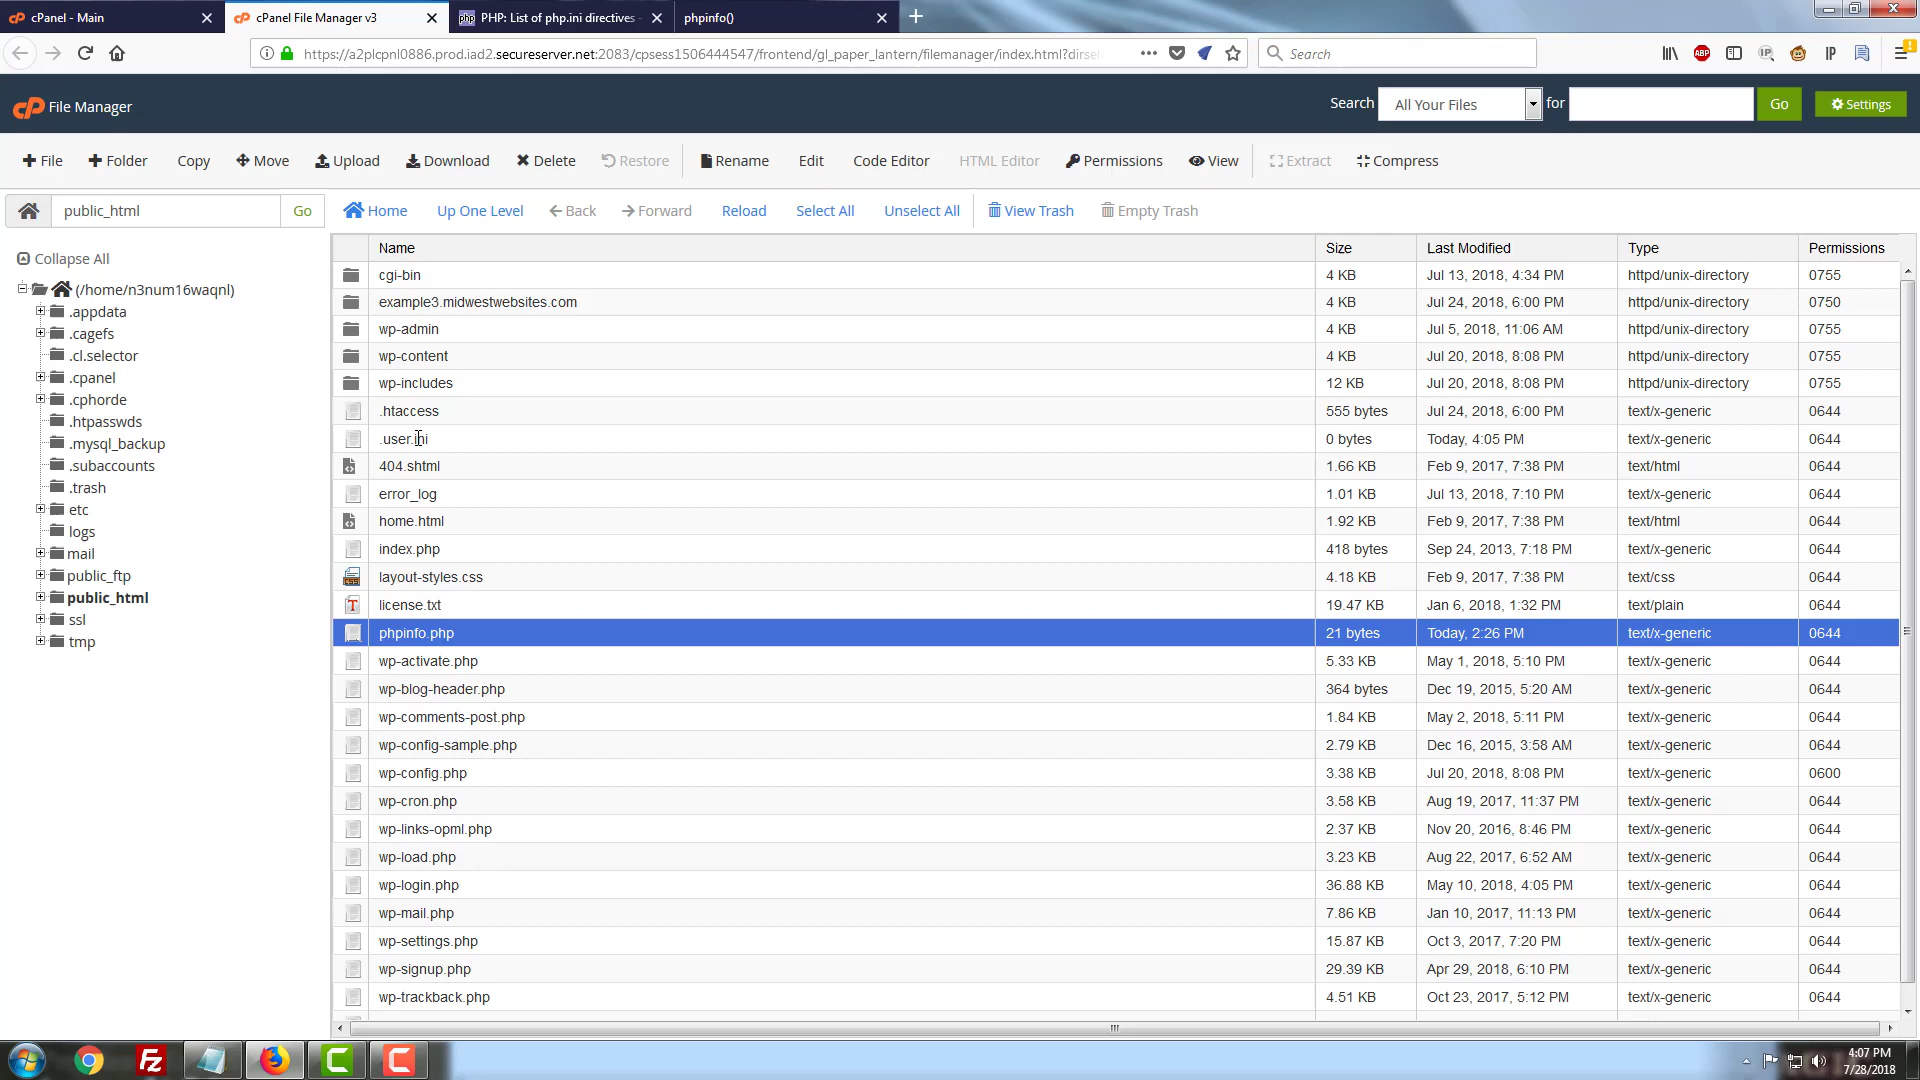 cPanel - Main
cPanel File Manager v3
PHP: List of php.ini directives -
phpinfo()
https://a2plcpnl0886.prod.iad2.secureserver.net:2083/cpsess1506444547/frontend/gl_paper_lantern/filemanager/index.html?dirsele
Search
ABP
IP
File Manager
Search All Your Files for Go Settings
File Folder Copy Move Upload Download Delete Restore Rename Edit Code Editor HTML Editor Permissions View Extract Compress
public_html Go Home Up One Level Back Forward Reload Select All Unselect All View Trash Empty Trash
Collapse All
(/home/n3num16waqnl)
.appdata
.cagefs
.cl.selector
.cpanel
.cphorde
.htpasswds
.mysql_backup
.subaccounts
.trash
etc
logs
mail
public_ftp
public_html
ssl
tmp
Name Size Last Modified Type Permissions
cgi-bin 4 KB Jul 13, 2018, 4:34 PM httpd/unix-directory 0755
example3.midwestwebsites.com 4 KB Jul 24, 2018, 6:00 PM httpd/unix-directory 0750
wp-admin 4 KB Jul 5, 2018, 11:06 AM httpd/unix-directory 0755
wp-content 4 KB Jul 20, 2018, 8:08 PM httpd/unix-directory 0755
wp-includes 12 KB Jul 20, 2018, 8:08 PM httpd/unix-directory 0755
.htaccess 555 bytes Jul 24, 2018, 6:00 PM text/x-generic 0644
.user.ini 0 bytes Today, 4:05 PM text/x-generic 0644
404.shtml 1.66 KB Feb 9, 2017, 7:38 PM text/html 0644
error_log 1.01 KB Jul 13, 2018, 7:10 PM text/x-generic 0644
home.html 1.92 KB Feb 9, 2017, 7:38 PM text/html 0644
index.php 418 bytes Sep 24, 2013, 7:18 PM text/x-generic 0644
layout-styles.css 4.18 KB Feb 9, 2017, 7:38 PM text/css 0644
license.txt 19.47 KB Jan 6, 2018, 1:32 PM text/plain 0644
phpinfo.php 21 bytes Today, 2:26 PM text/x-generic 0644
wp-activate.php 5.33 KB May 1, 2018, 5:10 PM text/x-generic 0644
wp-blog-header.php 364 bytes Dec 19, 2015, 5:20 AM text/x-generic 0644
wp-comments-post.php 1.84 KB May 2, 2018, 5:11 PM text/x-generic 0644
wp-config-sample.php 2.79 KB Dec 16, 2015, 3:58 AM text/x-generic 0644
wp-config.php 3.38 KB Jul 20, 2018, 8:08 PM text/x-generic 0600
wp-cron.php 3.58 KB Aug 19, 2017, 11:37 PM text/x-generic 0644
wp-links-opml.php 2.37 KB Nov 20, 2016, 8:46 PM text/x-generic 0644
wp-load.php 3.23 KB Aug 22, 2017, 6:52 AM text/x-generic 0644
wp-login.php 36.88 KB May 10, 2018, 4:05 PM text/x-generic 0644
wp-mail.php 7.86 KB Jan 10, 2017, 11:13 PM text/x-generic 0644
wp-settings.php 15.87 KB Oct 3, 2017, 7:20 PM text/x-generic 0644
wp-signup.php 29.39 KB Apr 29, 2018, 6:10 PM text/x-generic 0644
wp-trackback.php 4.51 KB Oct 23, 2017, 5:12 PM text/x-generic 0644
4:07 PM
7/28/2018